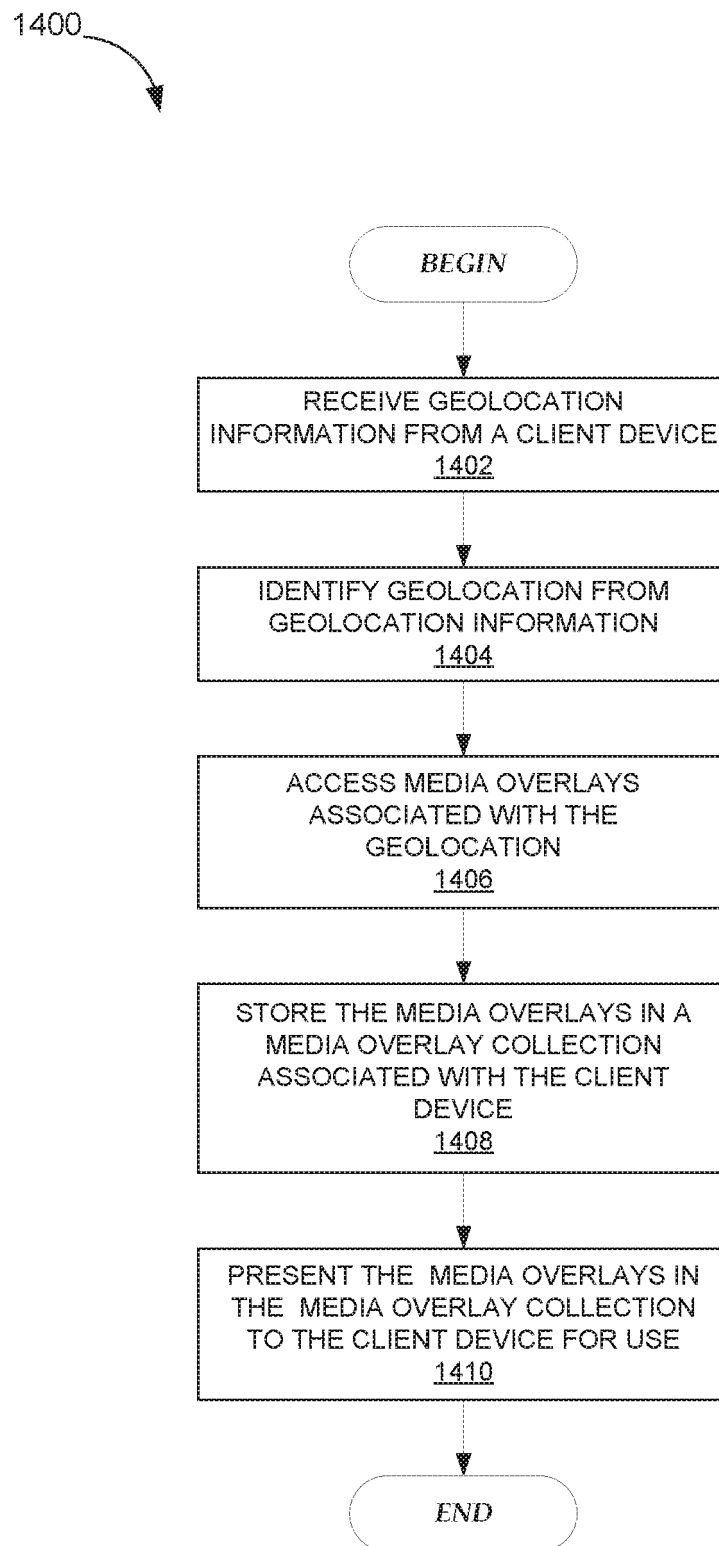 1400
BEGIN
RECEIVE GEOLOCATION
INFORMATION FROM A CLIENT DEVICE
1402
IDENTIFY GEOLOCATION FROM
GEOLOCATION INFORMATION
1404
ACCESS MEDIA OVERLAYS
ASSOCIATED WITH THE
GEOLOCATION
1406
STORE THE MEDIA OVERLAYS IN A
MEDIA OVERLAY COLLECTION
ASSOCIATED WITH THE CLIENT
DEVICE
1408
PRESENT THE MEDIA OVERLAYS IN
THE MEDIA OVERLAY COLLECTION
TO THE CLIENT DEVICE FOR USE
1410
END